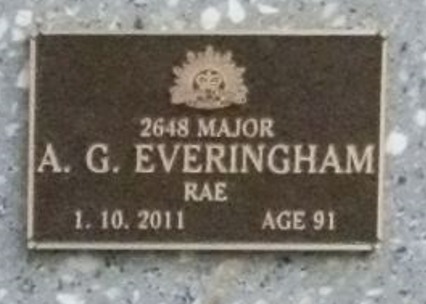 2648 MAJOR
A. G. EVERINGHAM
RAE
1. 10. 2011 AGE 91